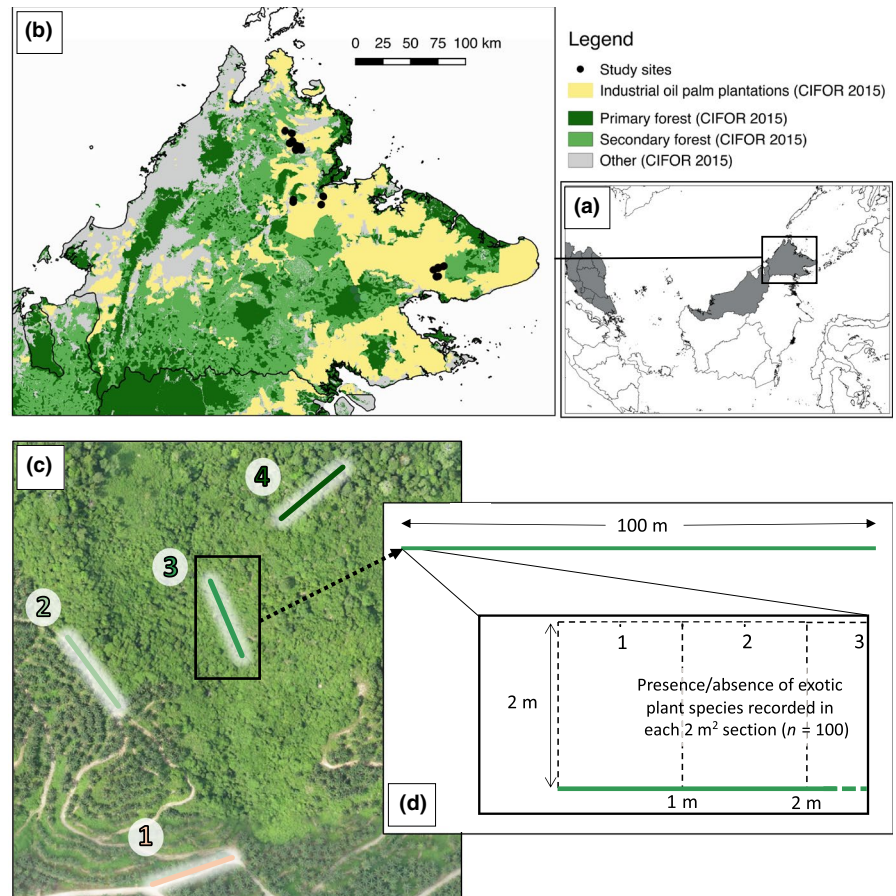 (b)
0 25 50 75 100 km
Legend
Study sites
Industrial oil palm plantations (CIFOR 2015)
Primary forest (CIFOR 2015)
Secondary forest (CIFOR 2015)
Other (CIFOR 2015)
(a)
(c)
4
3
2
1
100 m
1 2 3
2 m
Presence/absence of exotic
plant species recorded in
each 2 m² section (n = 100)
1 m 2 m
(d)